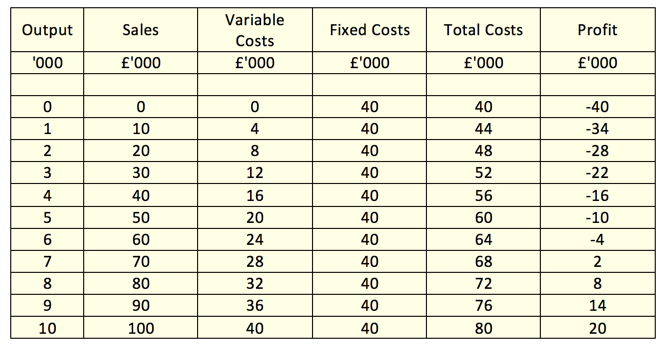 Output Sales Variable Costs Fixed Costs Total Costs Profit
'000 £'000 £'000 £'000 £'000 £'000
0 0 0 40 40 -40
1 10 4 40 44 -34
2 20 8 40 48 -28
3 30 12 40 52 -22
4 40 16 40 56 -16
5 50 20 40 60 -10
6 60 24 40 64 -4
7 70 28 40 68 2
8 80 32 40 72 8
9 90 36 40 76 14
10 100 40 40 80 20